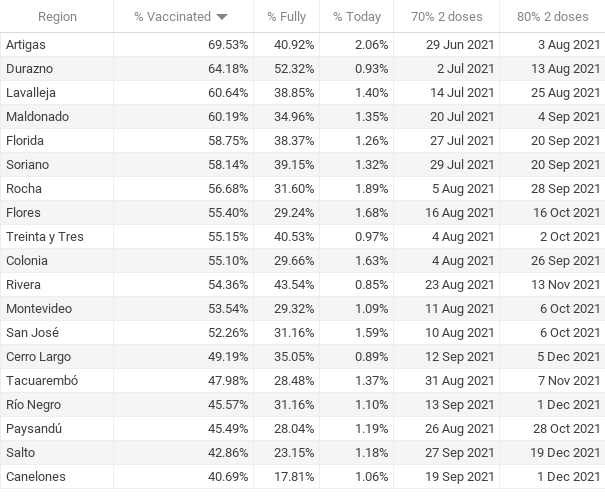 Region % Vaccinated % Fully % Today 70% 2 doses 80% 2 doses
Artigas 69.53% 40.92% 2.06% 29 Jun 2021 3 Aug 2021
Durazno 64.18% 52.32% 0.93% 2 Jul 2021 13 Aug 2021
Lavalleja 60.64% 38.85% 1.40% 14 Jul 2021 25 Aug 2021
Maldonado 60.19% 34.96% 1.35% 20 Jul 2021 4 Sep 2021
Florida 58.75% 38.37% 1.26% 27 Jul 2021 20 Sep 2021
Soriano 58.14% 39.15% 1.32% 29 Jul 2021 20 Sep 2021
Rocha 56.68% 31.60% 1.89% 5 Aug 2021 28 Sep 2021
Flores 55.40% 29.24% 1.68% 16 Aug 2021 16 Oct 2021
Treinta y Tres 55.15% 40.53% 0.97% 4 Aug 2021 2 Oct 2021
Colonia 55.10% 29.66% 1.63% 4 Aug 2021 26 Sep 2021
Rivera 54.36% 43.54% 0.85% 23 Aug 2021 13 Nov 2021
Montevideo 53.54% 29.32% 1.09% 11 Aug 2021 6 Oct 2021
San José 52.26% 31.16% 1.59% 10 Aug 2021 6 Oct 2021
Cerro Largo 49.19% 35.05% 0.89% 12 Sep 2021 5 Dec 2021
Tacuarembó 47.98% 28.48% 1.37% 31 Aug 2021 7 Nov 2021
Río Negro 45.57% 31.16% 1.10% 13 Sep 2021 1 Dec 2021
Paysandú 45.49% 28.04% 1.19% 26 Aug 2021 28 Oct 2021
Salto 42.86% 23.15% 1.18% 27 Sep 2021 19 Dec 2021
Canelones 40.69% 17.81% 1.06% 19 Sep 2021 1 Dec 2021